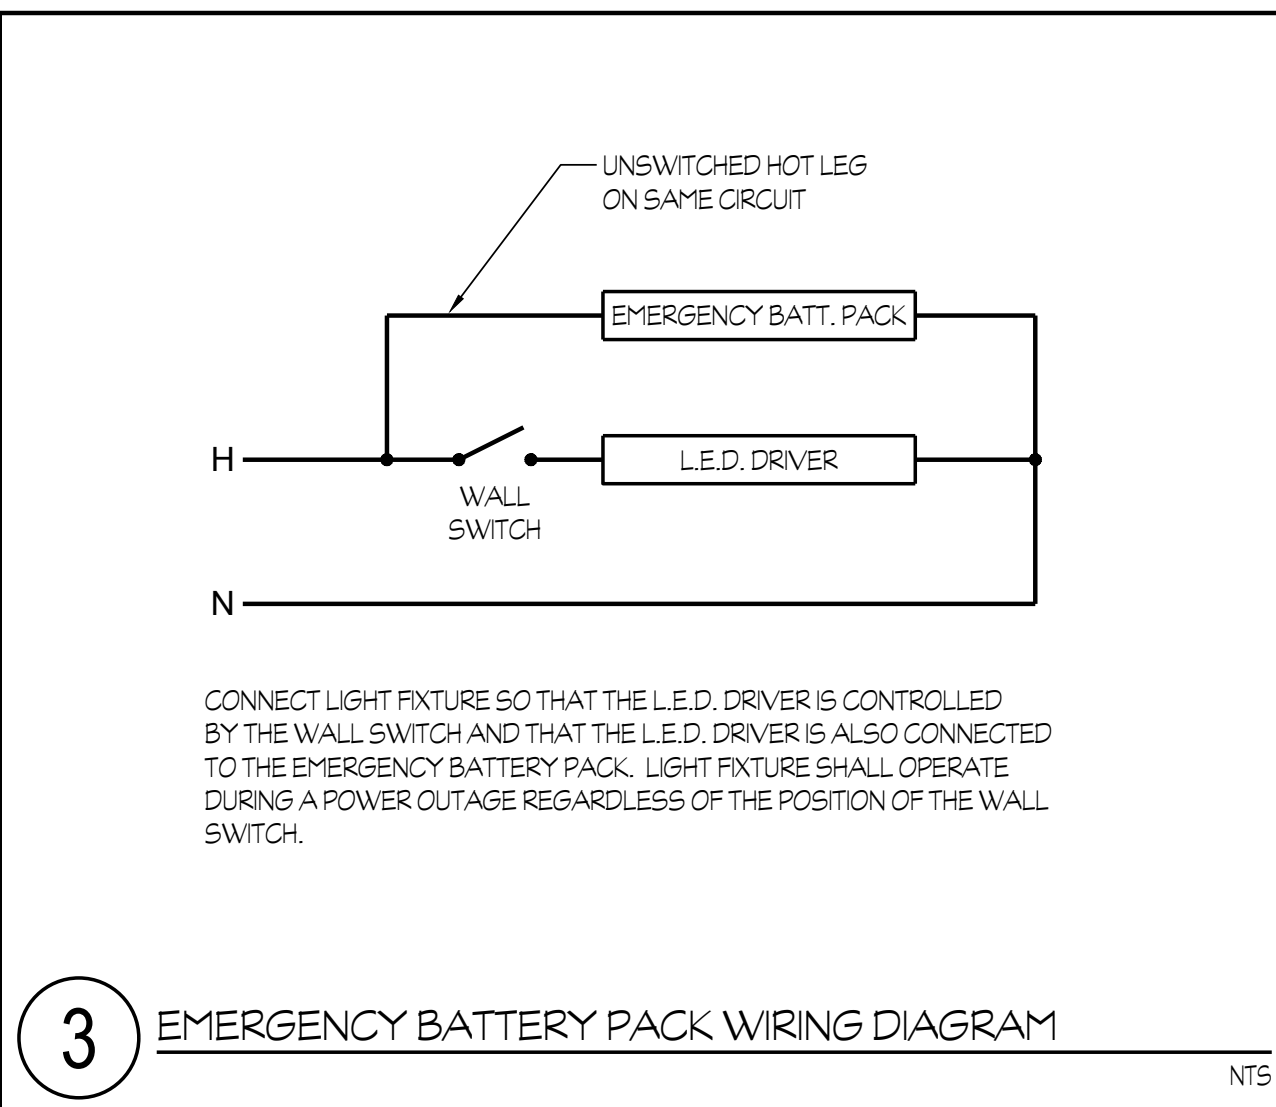 UNSWITCHED HOT LEG
ON SAME CIRCUIT
EMERGENCY BATT. PACK
H
L.E.D. DRIVER
WALL
SWITCH
N
CONNECT LIGHT FIXTURE SO THAT THE L.E.D. DRIVER IS CONTROLLED
BY THE WALL SWITCH AND THAT THE L.E.D. DRIVER IS ALSO CONNECTED
TO THE EMERGENCY BATTERY PACK. LIGHT FIXTURE SHALL OPERATE
DURING A POWER OUTAGE REGARDLESS OF THE POSITION OF THE WALL
SWITCH.
3
EMERGENCY BATTERY PACK WIRING DIAGRAM
NTS